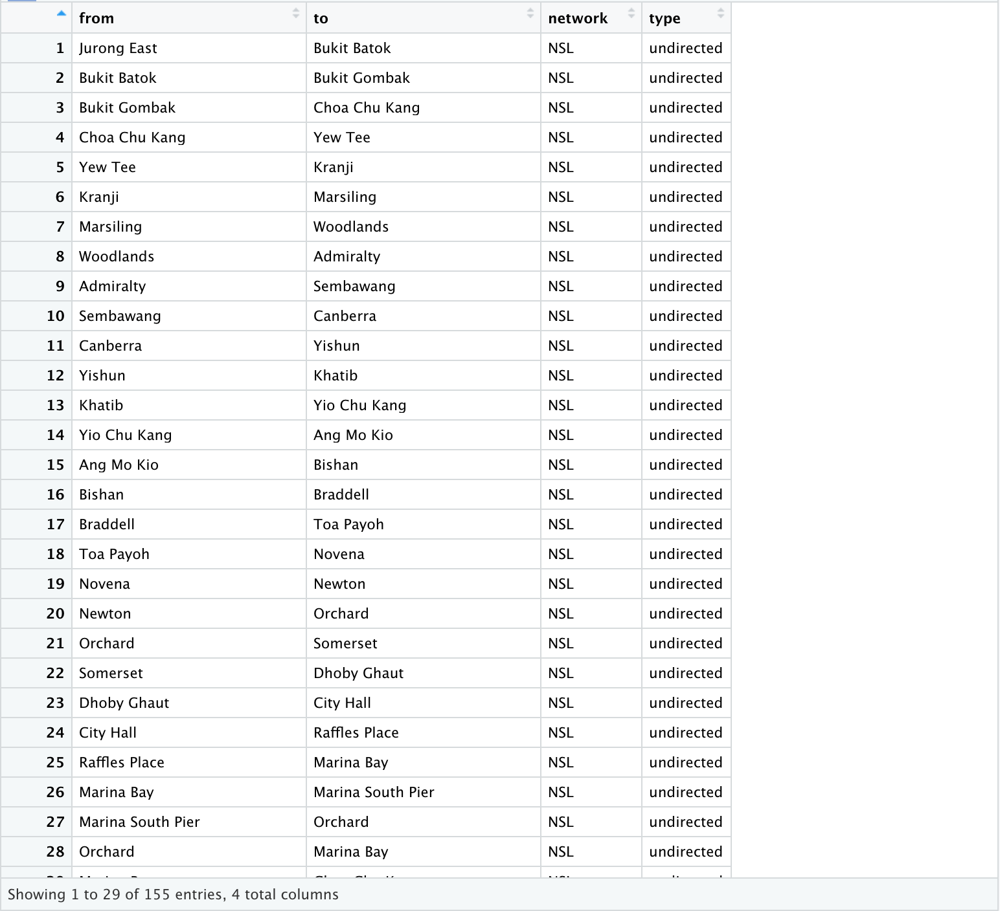 from to network type
1 Jurong East Bukit Batok NSL undirected
2 Bukit Batok Bukit Gombak NSL undirected
3 Bukit Gombak Choa Chu Kang NSL undirected
4 Choa Chu Kang Yew Tee NSL undirected
5 Yew Tee Kranji NSL undirected
6 Kranji Marsiling NSL undirected
7 Marsiling Woodlands NSL undirected
8 Woodlands Admiralty NSL undirected
9 Admiralty Sembawang NSL undirected
10 Sembawang Canberra NSL undirected
11 Canberra Yishun NSL undirected
12 Yishun Khatib NSL undirected
13 Khatib Yio Chu Kang NSL undirected
14 Yio Chu Kang Ang Mo Kio NSL undirected
15 Ang Mo Kio Bishan NSL undirected
16 Bishan Braddell NSL undirected
17 Braddell Toa Payoh NSL undirected
18 Toa Payoh Novena NSL undirected
19 Novena Newton NSL undirected
20 Newton Orchard NSL undirected
21 Orchard Somerset NSL undirected
22 Somerset Dhoby Ghaut NSL undirected
23 Dhoby Ghaut City Hall NSL undirected
24 City Hall Raffles Place NSL undirected
25 Raffles Place Marina Bay NSL undirected
26 Marina Bay Marina South Pier NSL undirected
27 Marina South Pier Orchard NSL undirected
28 Orchard Marina Bay NSL undirected
Showing 1 to 29 of 155 entries, 4 total columns